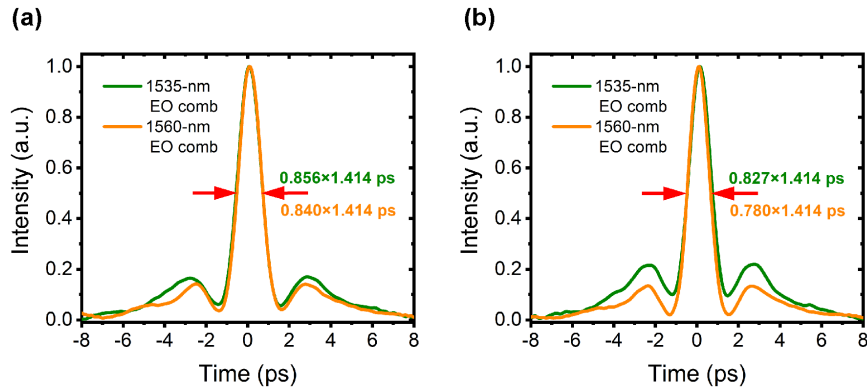 (a)
1.0
0.8
0.6
0.4
0.2
0.0
Intensity (a.u.)
1535-nm
EO comb
1560-nm
EO comb
0.856×1.414 ps
0.840×1.414 ps
-8 -6 -4 -2 0 2 4 6 8
Time (ps)
(b)
1.0
0.8
0.6
0.4
0.2
0.0
Intensity (a.u.)
1535-nm
EO comb
1560-nm
EO comb
0.827×1.414 ps
0.780×1.414 ps
-8 -6 -4 -2 0 2 4 6 8
Time (ps)